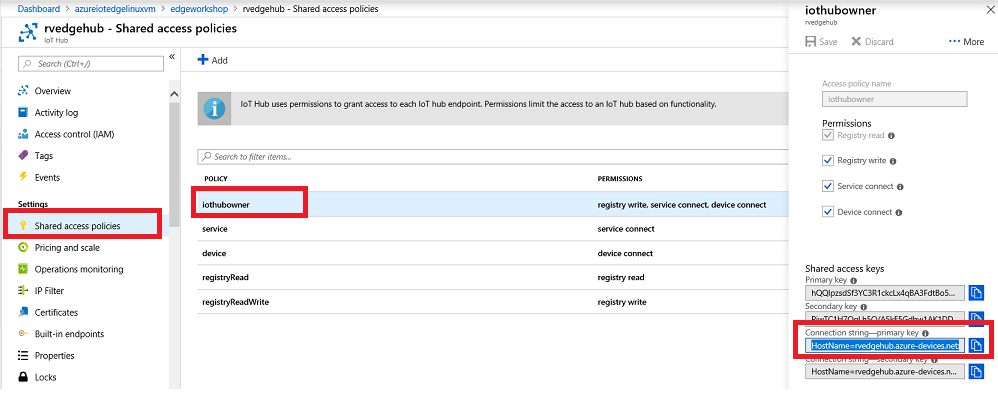 Dashboard > azureiotedgelinuxvm > edgeworkshop > rvedgehub - Shared access policies
rvedgehub - Shared access policies
IoT Hub
Search (Ctrl+/)
Overview
Activity log
Access control (IAM)
Tags
Events
Settings
Shared access policies
Pricing and scale
Operations monitoring
IP Filter
Certificates
Built-in endpoints
Properties
Locks
Add
IoT Hub uses permissions to grant access to each IoT hub endpoint. Permissions limit the access to an IoT hub based on functionality.
Search to filter items...
POLICY PERMISSIONS
iothubowner registry write, service connect, device connect
service service connect
device device connect
registryRead registry read
registryReadWrite registry write
iothubowner
rvedgehub
Save Discard ... More
Access policy name
iothubowner
Permissions
Registry read
Registry write
Service connect
Device connect
Shared access keys
Primary key
Secondary key
Connection string—primary key
HostName=rvedgehub.azure-devices.net
Connection string—secondary key
HostName=rvedgehub.azure-devices.n...